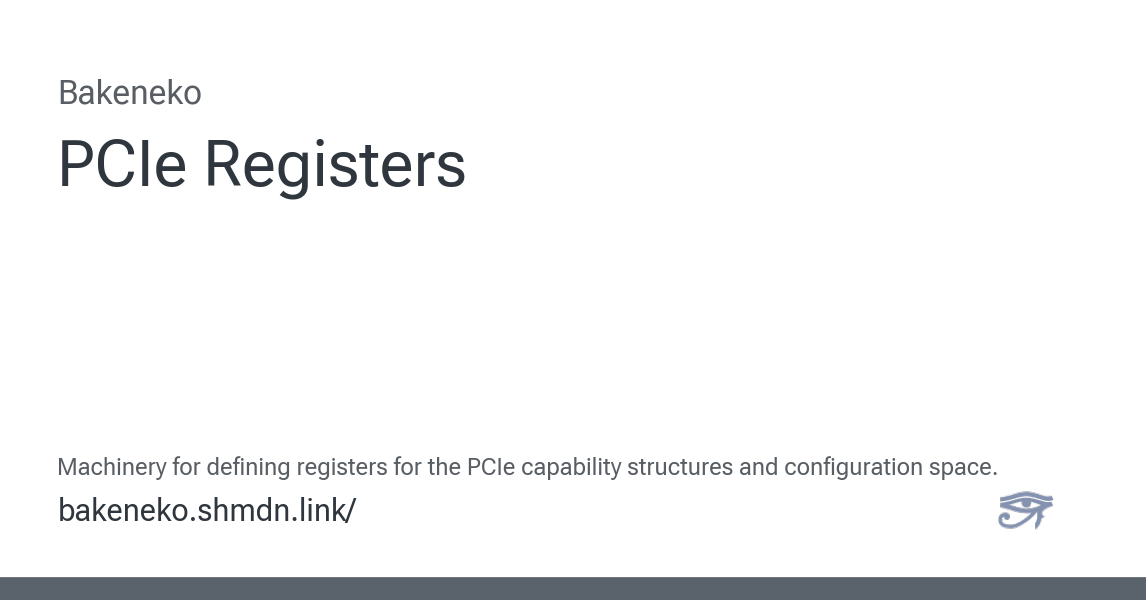 Bakeneko
PCIe Registers
Machinery for defining registers for the PCIe capability structures and configuration space.
bakeneko.shmdn.link/